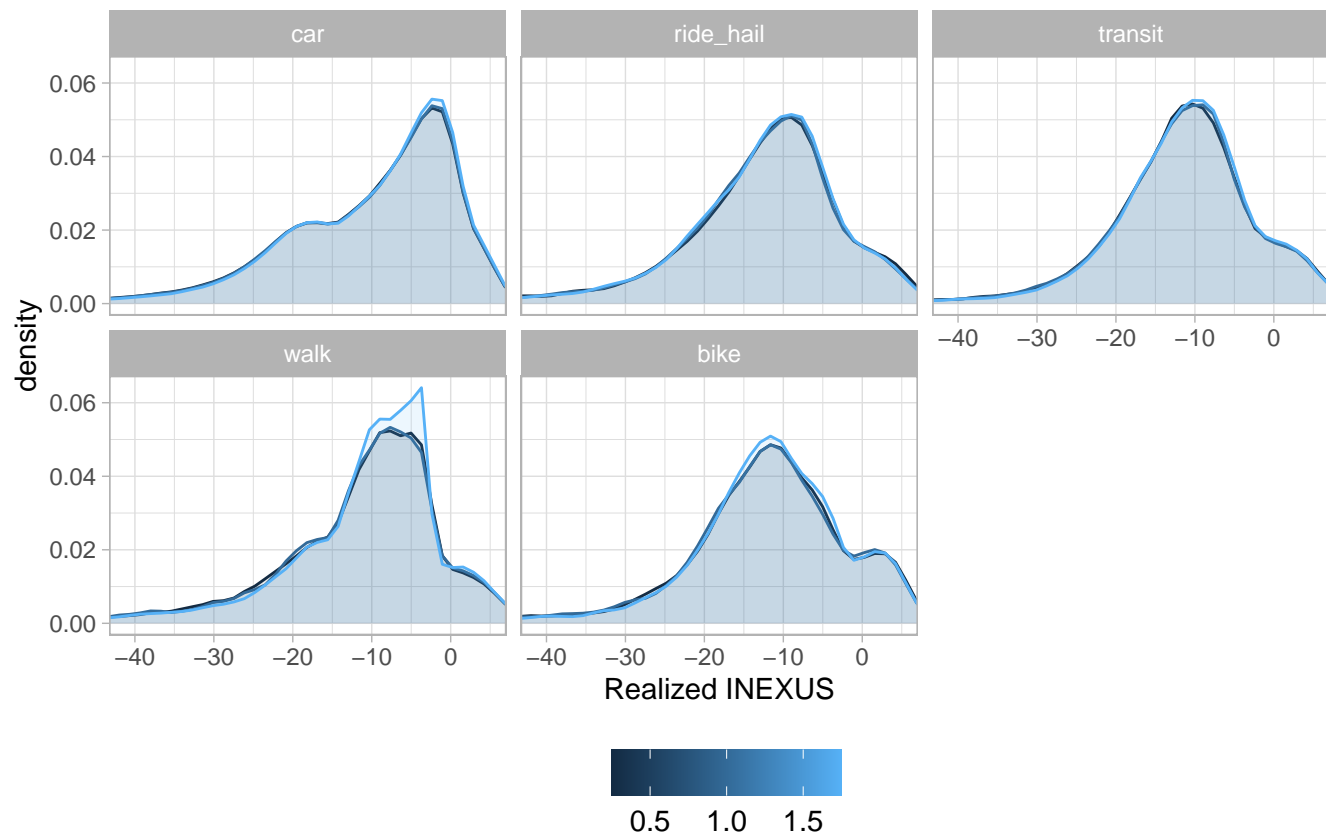 car ride_hail transit
0.06
0.04
0.02
0.00
−40 −30 −20 −10 0
walk bike
0.06
0.04
0.02
0.00
−40 −30 −20 −10 0 −40 −30 −20 −10 0
density
Realized INEXUS
0.5 1.0 1.5